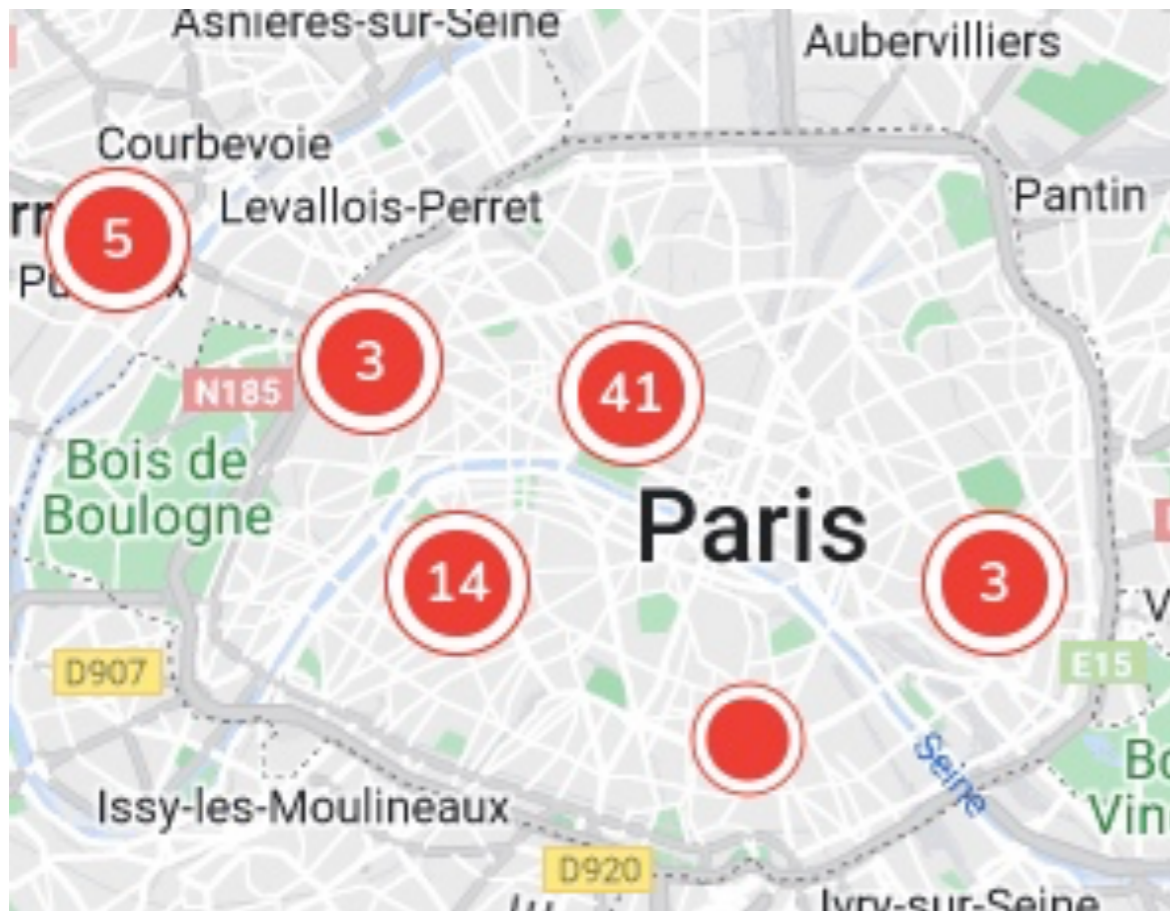 Asnières-sur-Seine
Aubervilliers
Courbevoie
Pantin
Levallois-Perret
5
3
N185
41
Bois de
Boulogne
Paris
14
3
D907
E15
Seine
Issy-les-Moulineaux
D920
Ivry-sur-Seine